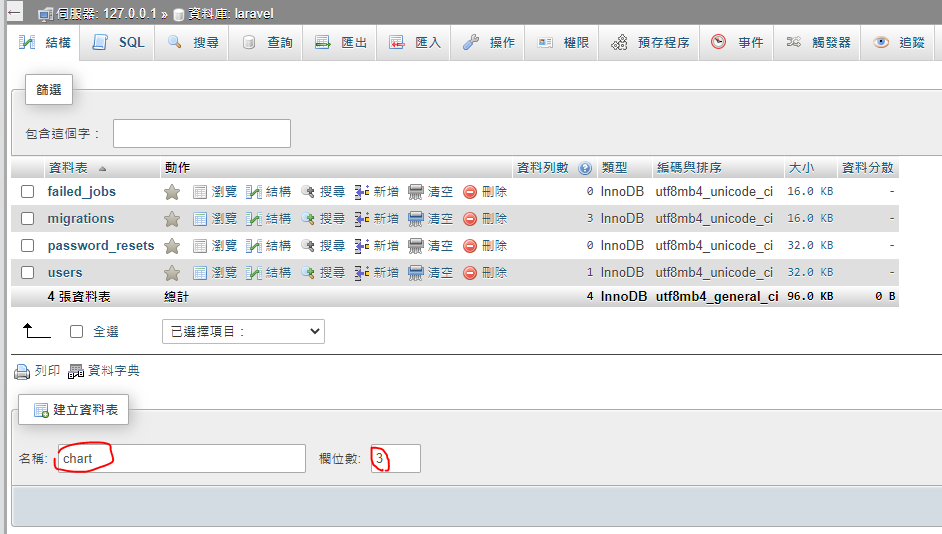 伺服器: 127.0.0.1 » 資料庫: laravel
結構 SQL 搜尋 查詢 匯出 匯入 操作 權限 預存程序 事件 觸發器 追蹤
篩選
包含這個字：
資料表 動作 資料列數 類型 編碼與排序 大小 資料分散
failed_jobs 瀏覽 結構 搜尋 新增 清空 刪除 0 InnoDB utf8mb4_unicode_ci 16.0 KB -
migrations 瀏覽 結構 搜尋 新增 清空 刪除 3 InnoDB utf8mb4_unicode_ci 16.0 KB -
password_resets 瀏覽 結構 搜尋 新增 清空 刪除 0 InnoDB utf8mb4_unicode_ci 32.0 KB -
users 瀏覽 結構 搜尋 新增 清空 刪除 1 InnoDB utf8mb4_unicode_ci 32.0 KB -
4 張資料表 總計 4 InnoDB utf8mb4_general_ci 96.0 KB 0 B
全選 已選擇項目：
列印 資料字典
建立資料表
名稱: chart 欄位數: 3